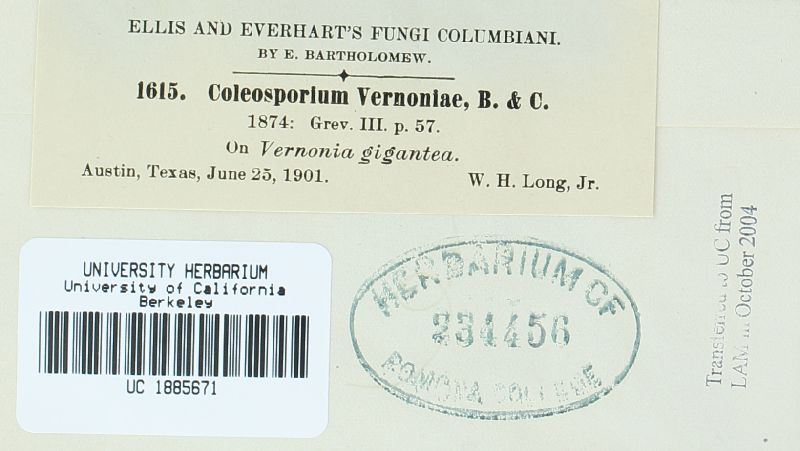 ELLIS AND EVERHART'S FUNGI COLUMBIANI.
BY E. BARTHOLOMEW.
1615. Coleosporium Vernoniae, B. & C.
1874: Grev. III. p. 57.
On Vernonia gigantea.
Austin, Texas, June 25, 1901. W. H. Long, Jr.
UNIVERSITY HERBARIUM
University of California
Berkeley
UC 1885671
HERBARIUM OF
234456
POMONA COLLEGE
Transferred to UC from
LAM in October 2004